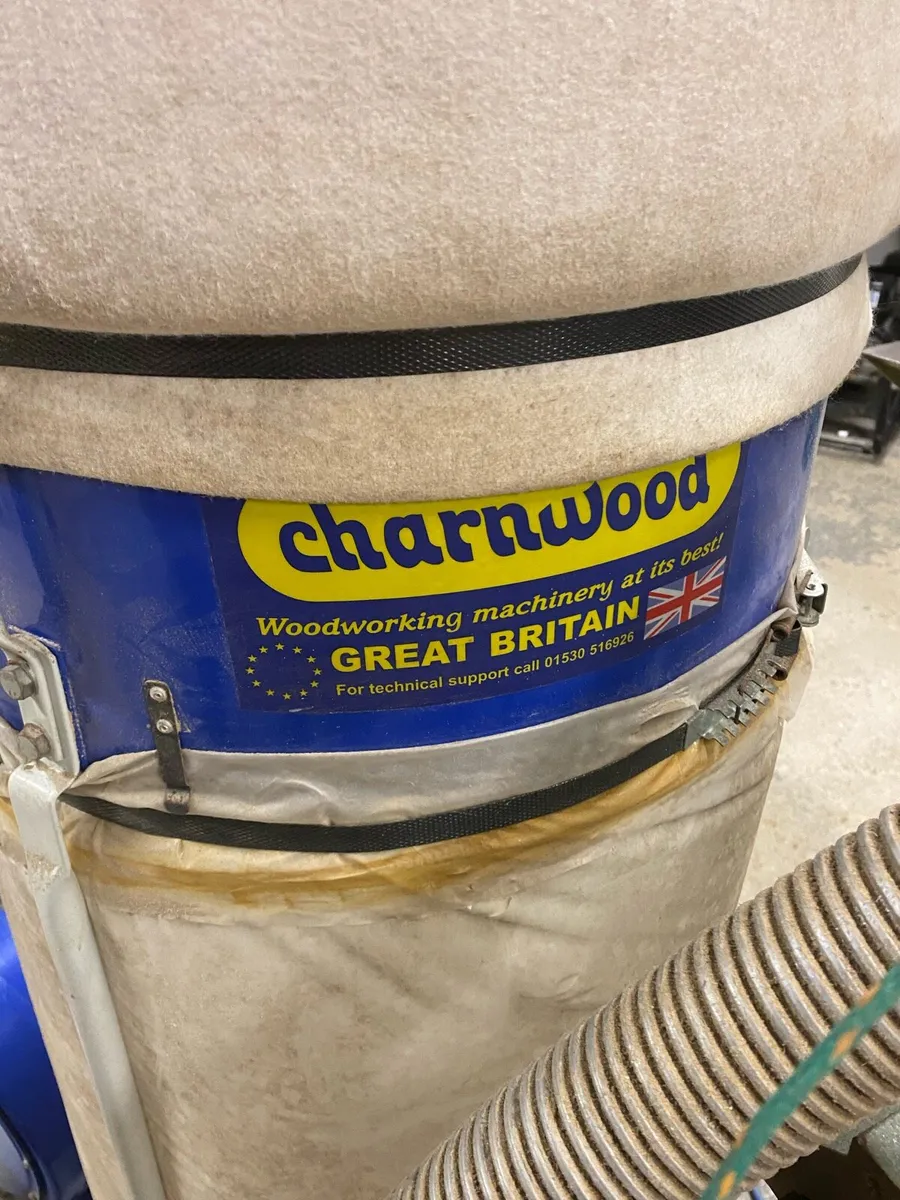 charnwood
Woodworking machinery at its best!
GREAT BRITAIN
For technical support call 01530 516926